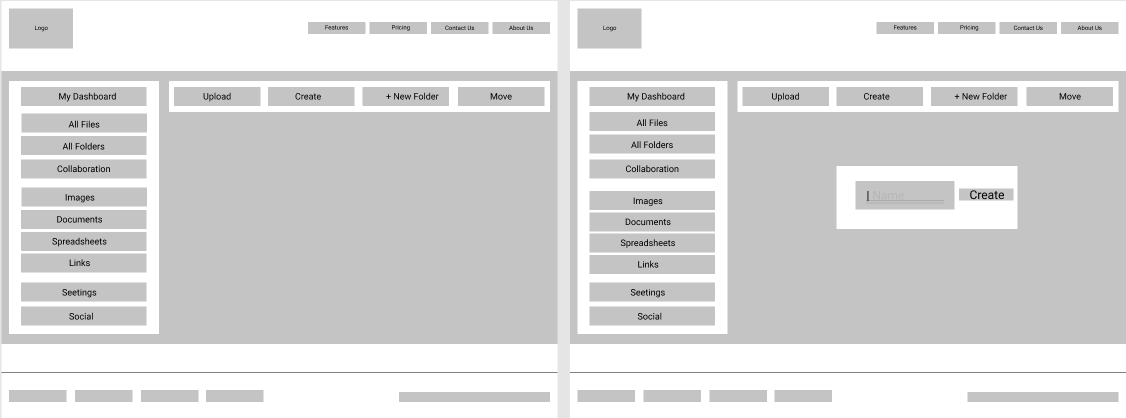 Logo
Features
Pricing
Contact Us
About Us
My Dashboard
All Files
All Folders
Collaboration
Images
Documents
Spreadsheets
Links
Seetings
Social
Upload
Create
+ New Folder
Move
Logo
Features
Pricing
Contact Us
About Us
My Dashboard
All Files
All Folders
Collaboration
Images
Documents
Spreadsheets
Links
Seetings
Social
Upload
Create
+ New Folder
Move
Name
Create